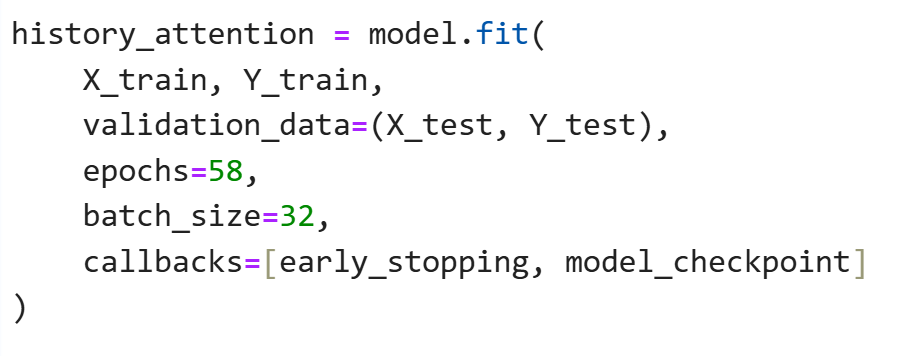 history_attention = model.fit(
    X_train, Y_train,
    validation_data=(X_test, Y_test),
    epochs=58,
    batch_size=32,
    callbacks=[early_stopping, model_checkpoint]
)